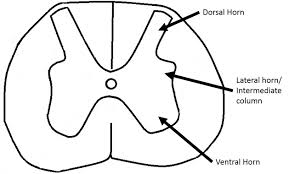 Dorsal Horn
Lateral horn/
Intermediate
column
Ventral Horn